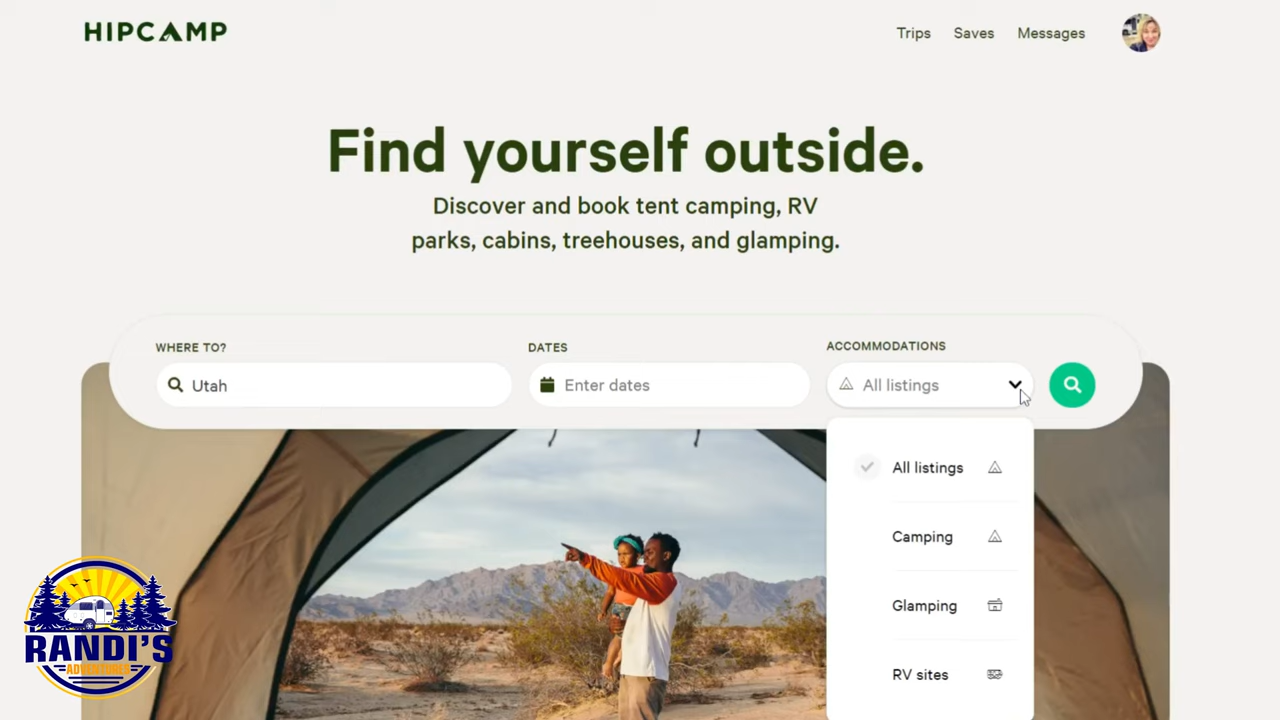 HIPCAMP
Trips
Saves
Messages
Find yourself outside.
Discover and book tent camping, RV
parks, cabins, treehouses, and glamping.
WHERE TO?
DATES
ACCOMMODATIONS
Utah
Enter dates
All listings
All listings
Camping
Glamping
RV sites
RANDI'S
ADVENTURES